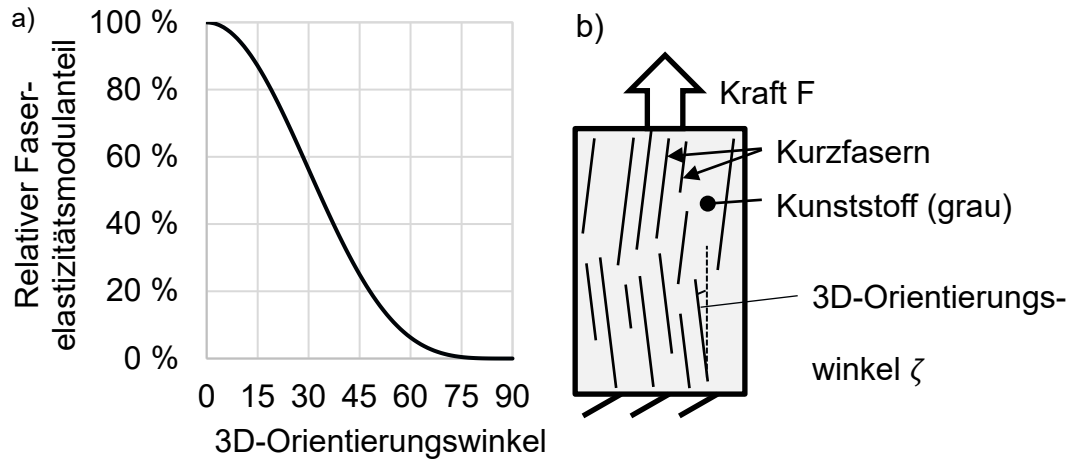 a)
Relativer Faser-
elastizitätsmodulanteil
100 %
80 %
60 %
40 %
20 %
0 %
0 15 30 45 60 75 90
3D-Orientierungswinkel
b)
Kraft F
Kurzfasern
Kunststoff (grau)
3D-Orientierungs-
winkel ζ